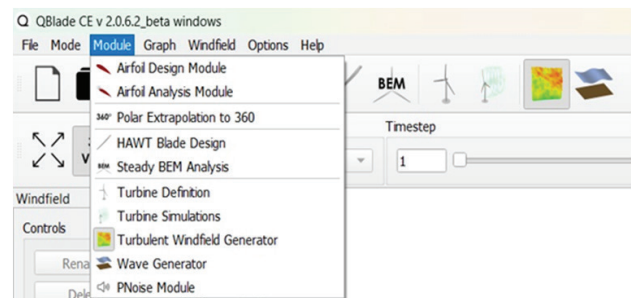 QBlade CE v 2.0.6.2_beta windows
File Mode Module Graph Windfield Options Help
Airfoil Design Module
Airfoil Analysis Module
360° Polar Extrapolation to 360
HAWT Blade Design
BEM Steady BEM Analysis
Turbine Definition
Turbine Simulations
Turbulent Windfield Generator
Wave Generator
PNoise Module
BEM
Timestep
1
V
Windfield
Controls
Rena
Dele